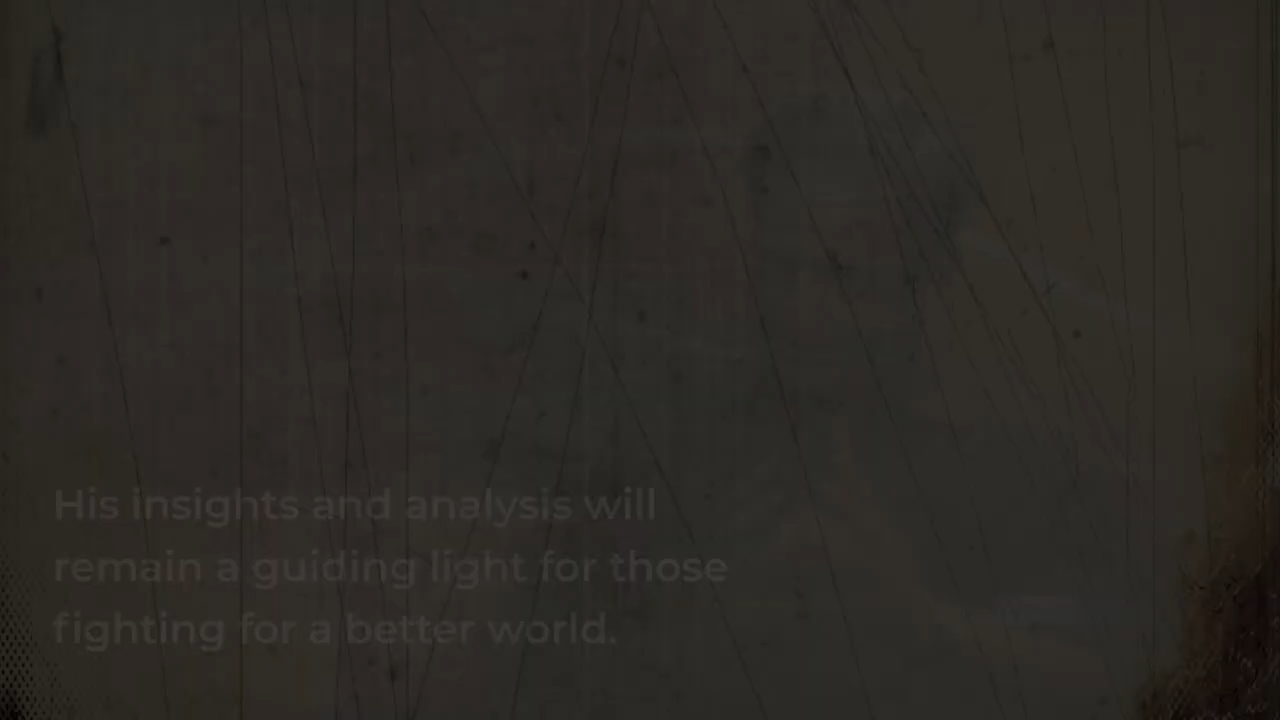 His insights and analysis will
remain a guiding light for those
fighting for a better world.